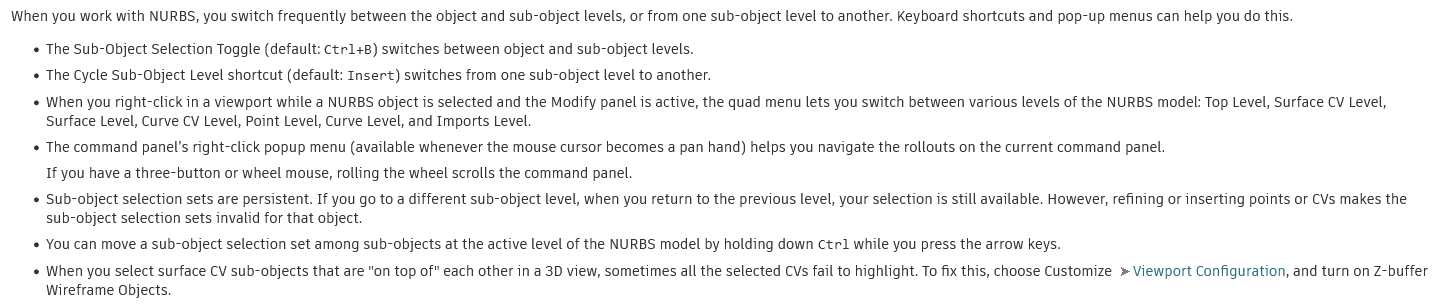 When you work with NURBS, you switch frequently between the object and sub-object levels, or from one sub-object level to another. Keyboard shortcuts and pop-up menus can help you do this.
• The Sub-Object Selection Toggle (default: Ctrl+B) switches between object and sub-object levels.
• The Cycle Sub-Object Level shortcut (default: Insert) switches from one sub-object level to another.
• When you right-click in a viewport while a NURBS object is selected and the Modify panel is active, the quad menu lets you switch between various levels of the NURBS model: Top Level, Surface CV Level,
Surface Level, Curve CV Level, Point Level, Curve Level, and Imports Level.
• The command panel's right-click popup menu (available whenever the mouse cursor becomes a pan hand) helps you navigate the rollouts on the current command panel.
If you have a three-button or wheel mouse, rolling the wheel scrolls the command panel.
• Sub-object selection sets are persistent. If you go to a different sub-object level, when you return to the previous level, your selection is still available. However, refining or inserting points or CVs makes the
sub-object selection sets invalid for that object.
• You can move a sub-object selection set among sub-objects at the active level of the NURBS model by holding down Ctrl while you press the arrow keys.
• When you select surface CV sub-objects that are "on top of" each other in a 3D view, sometimes all the selected CVs fail to highlight. To fix this, choose Customize ➤ Viewport Configuration, and turn on Z-buffer
Wireframe Objects.